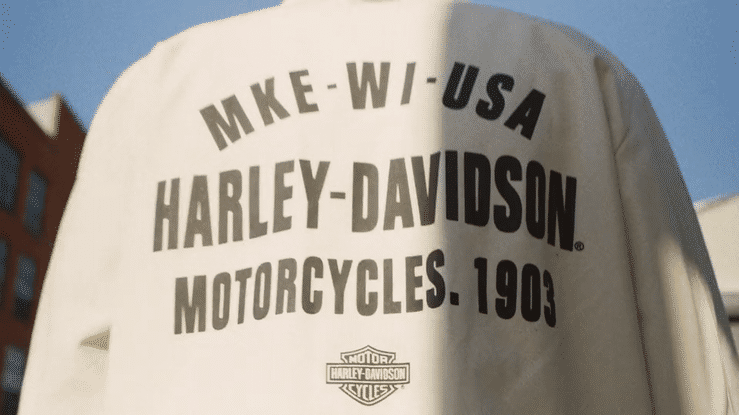 MKE-WI-USA
HARLEY-DAVIDSON®
MOTORCYCLES. 1903
MOTOR
HARLEY-DAVIDSON
CYCLES